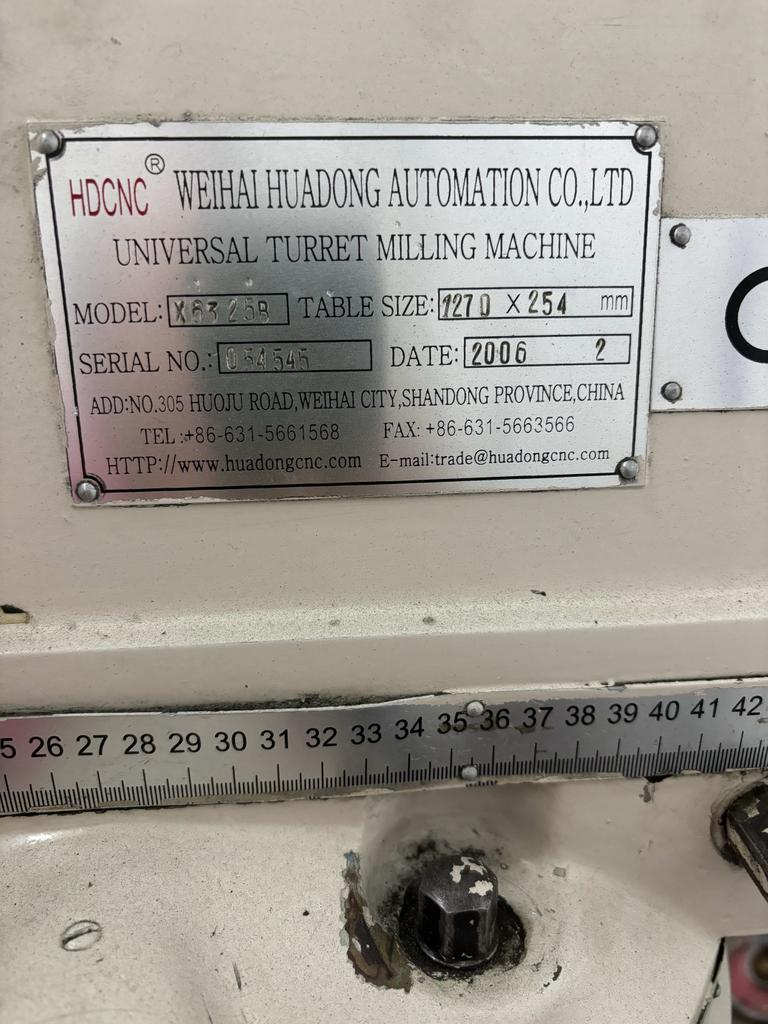 HDCNC ® WEIHAI HUADONG AUTOMATION CO.,LTD
UNIVERSAL TURRET MILLING MACHINE
MODEL: X6325B TABLE SIZE: 1270 X 254 mm
SERIAL NO.: 054545 DATE: 2006 2
ADD:NO.305 HUOJU ROAD,WEIHAI CITY,SHANDONG PROVINCE,CHINA
TEL:+86-631-5661568 FAX: +86-631-5663566
HTTP://www.huadongcnc.com E-mail:trade@huadongcnc.com
5 26 27 28 29 30 31 32 33 34 35 36 37 38 39 40 41 42